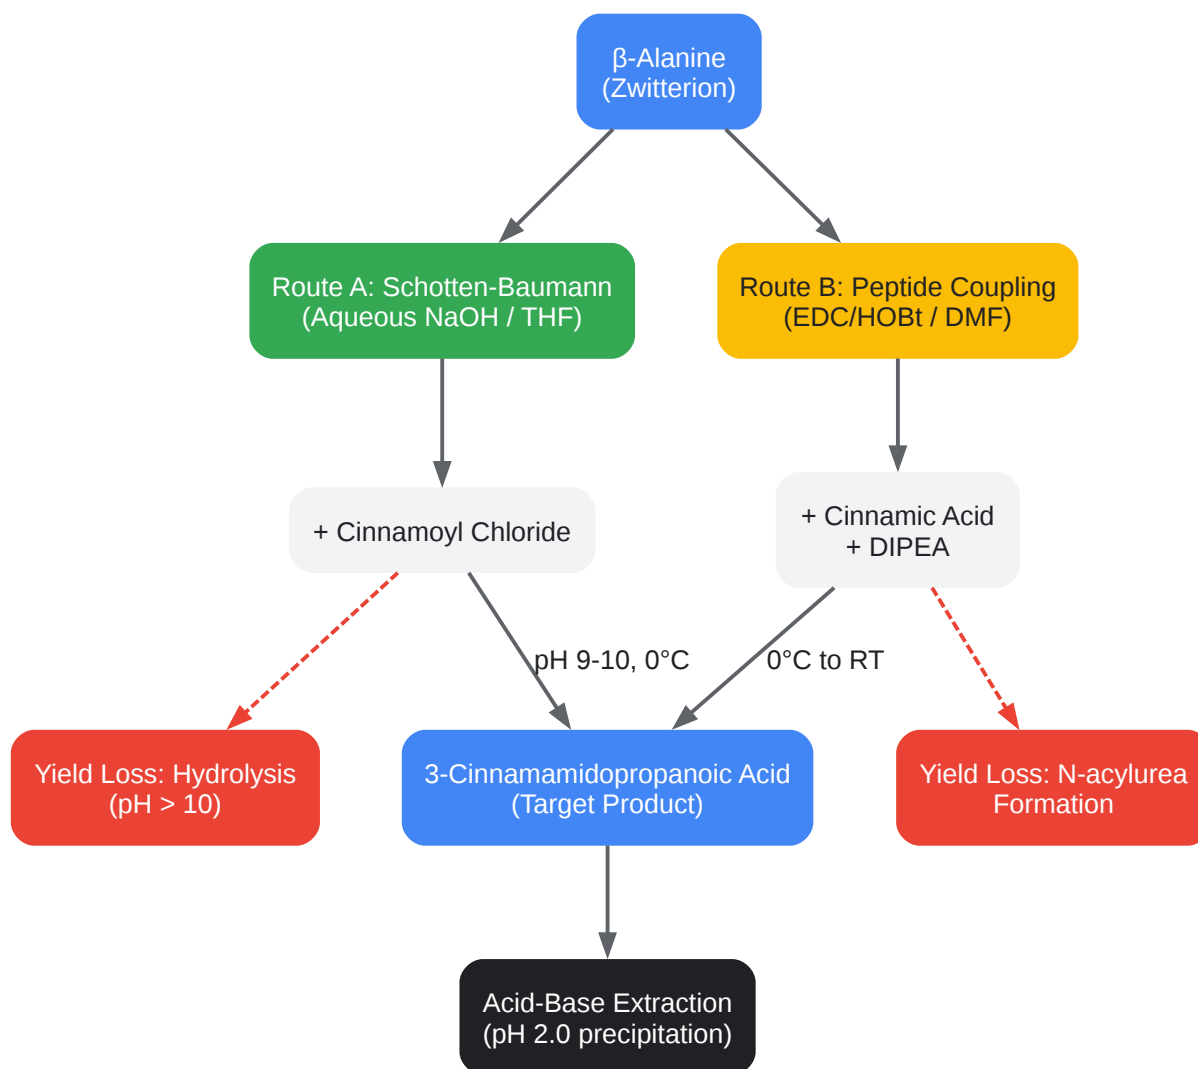 β-Alanine
(Zwitterion)
Route A: Schotten-Baumann
(Aqueous NaOH / THF)
Route B: Peptide Coupling
(EDC/HOBt / DMF)
+ Cinnamoyl Chloride
+ Cinnamic Acid
+ DIPEA
pH 9-10, 0°C
0°C to RT
Yield Loss: Hydrolysis
(pH > 10)
3-Cinnamamidopropanoic Acid
(Target Product)
Yield Loss: N-acylurea
Formation
Acid-Base Extraction
(pH 2.0 precipitation)